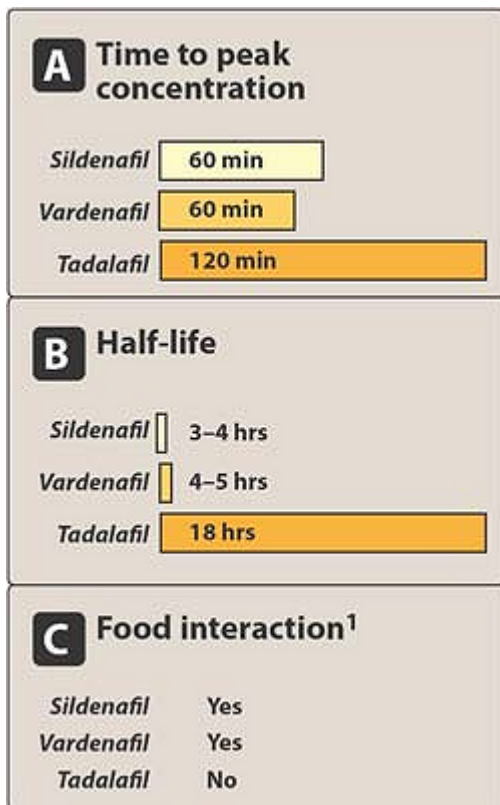 A Time to peak
concentration
Sildenafil 60 min
Vardenafil 60 min
Tadalafil 120 min
B Half-life
Sildenafil 3–4 hrs
Vardenafil 4–5 hrs
Tadalafil 18 hrs
C Food interaction¹
Sildenafil Yes
Vardenafil Yes
Tadalafil No